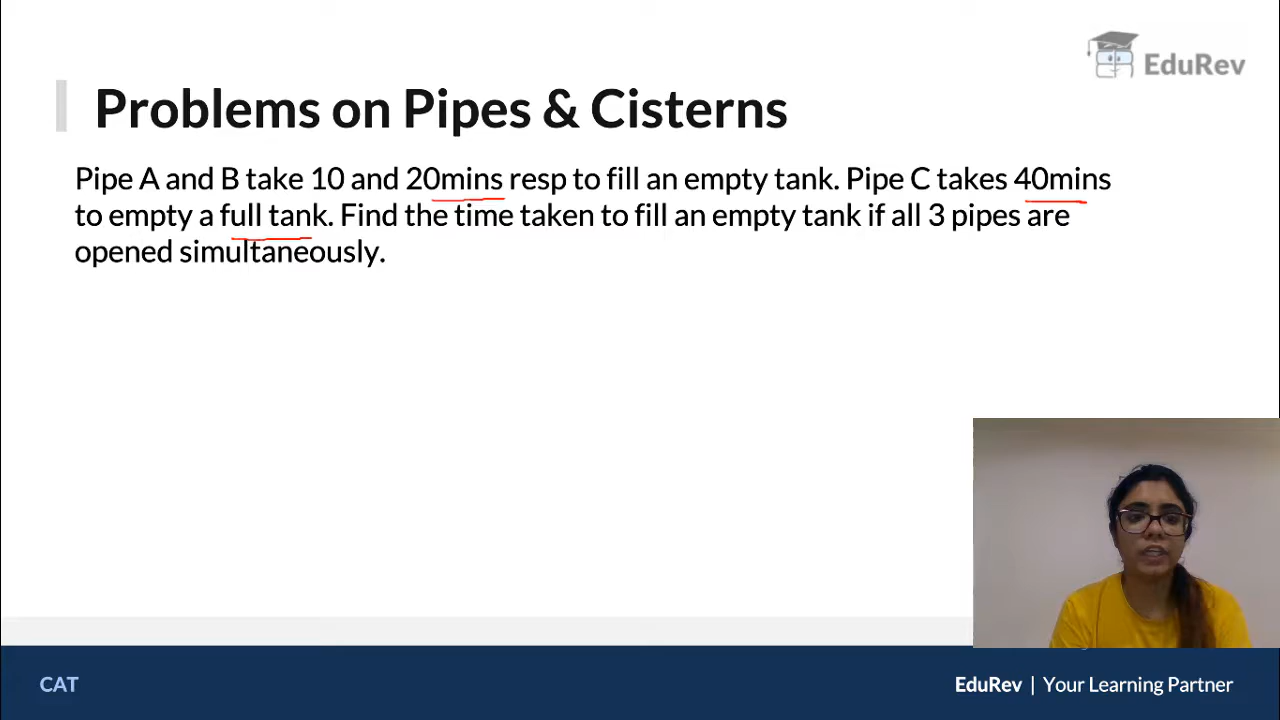 EduRev
Problems on Pipes & Cisterns
Pipe A and B take 10 and 20mins resp to fill an empty tank. Pipe C takes 40mins
to empty a full tank. Find the time taken to fill an empty tank if all 3 pipes are
opened simultaneously.
CAT
EduRev | Your Learning Partner